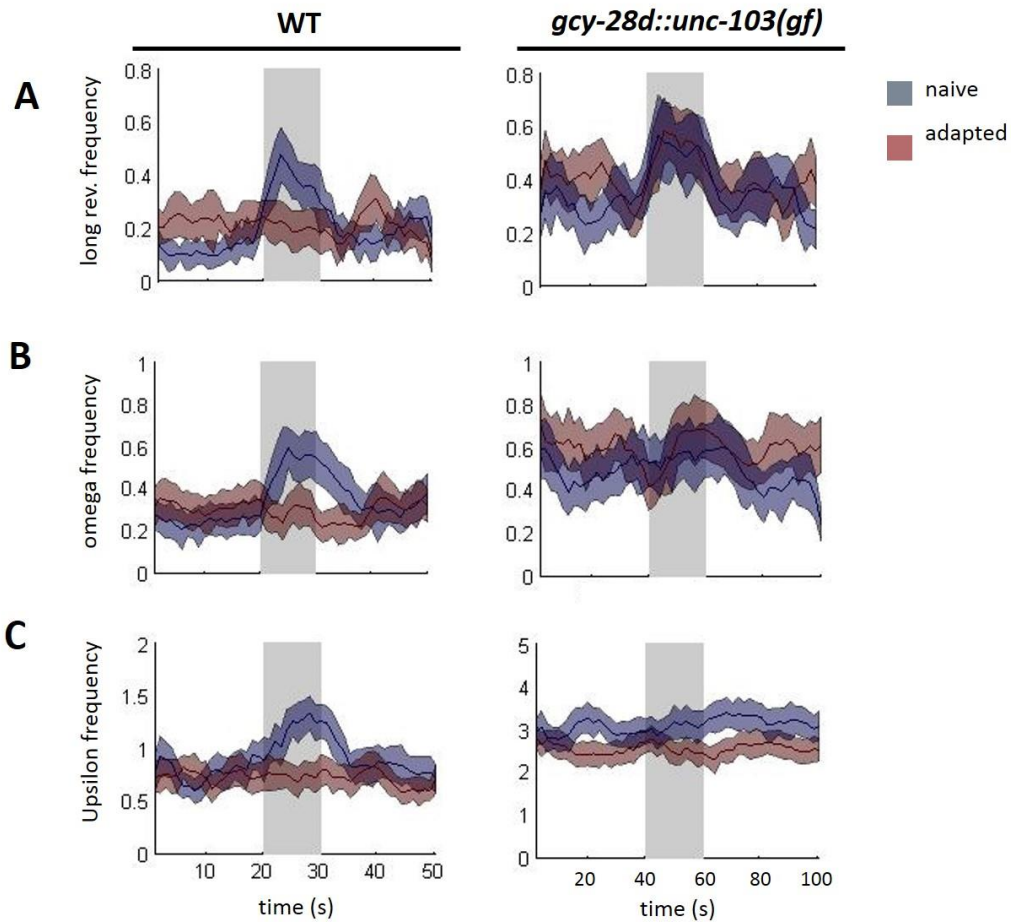 WT
gcy-28d::unc-103(gf)
A
long rev. frequency
0.8
0.6
0.4
0.2
0
0.8
0.6
0.4
0.2
0
naive
adapted
B
omega frequency
1
0.8
0.6
0.4
0.2
0
1
0.8
0.6
0.4
0.2
0
C
Upsilon frequency
2
1.5
1
0.5
0
10 20 30 40 50
time (s)
5
4
3
2
1
0
20 40 60 80 100
time (s)